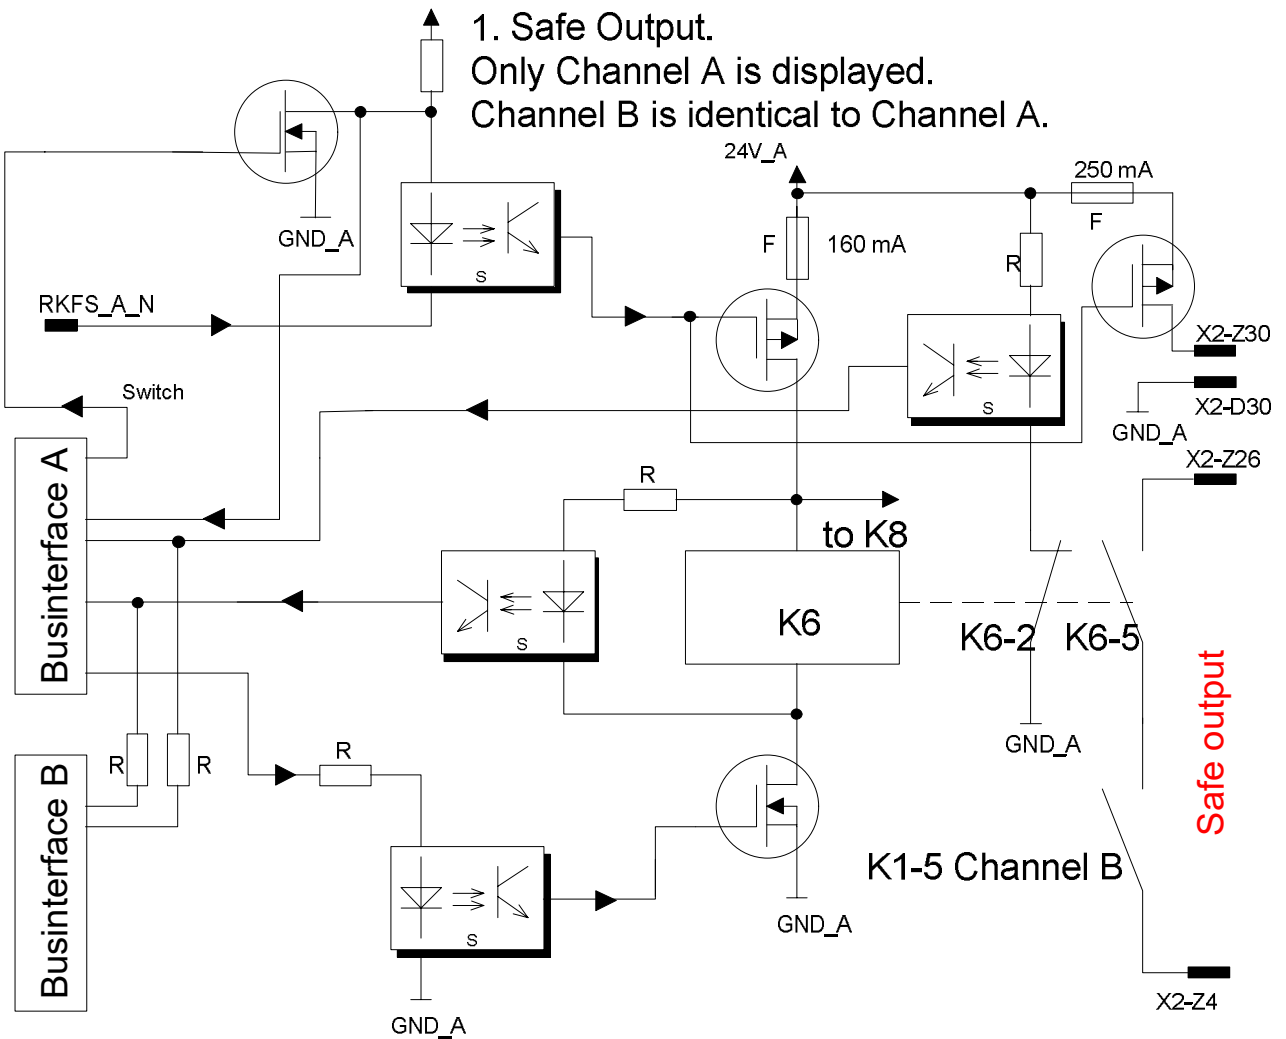 1. Safe Output.
Only Channel A is displayed.
Channel B is identical to Channel A.
24V_A
250 mA
F
F
160 mA
GND_A
S
R
RKFS_A_N
X2-Z30
Switch
S
X2-D30
GND_A
X2-Z26
Businterface A
R
to K8
K6
K6-2
K6-5
S
Safe output
GND_A
R
R
R
Businterface B
K1-5 Channel B
S
GND_A
X2-Z4
GND_A